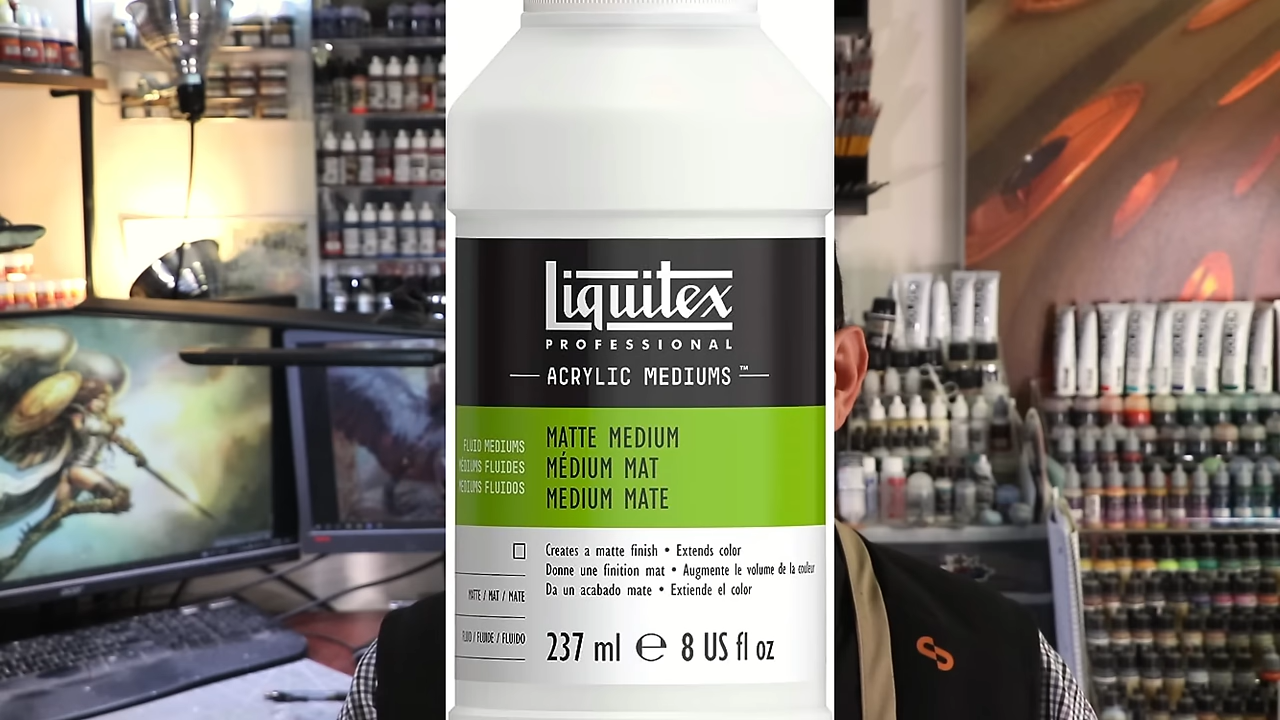 Liquitex
PROFESSIONAL
ACRYLIC MEDIUMS™
FLUID MEDIUMS
MÉDIUMS FLUIDES
MEDIUMS FLUIDOS
MATTE MEDIUM
MÉDIUM MAT
MEDIUM MATE
Creates a matte finish • Extends color
Donne une finition mat • Augmente le volume de la couleur
Da un acabado mate • Extiende el color
MATTE / MAT / MATE
FLUID / FLUIDE / FLUIDO
237 ml ℮ 8 US fl oz